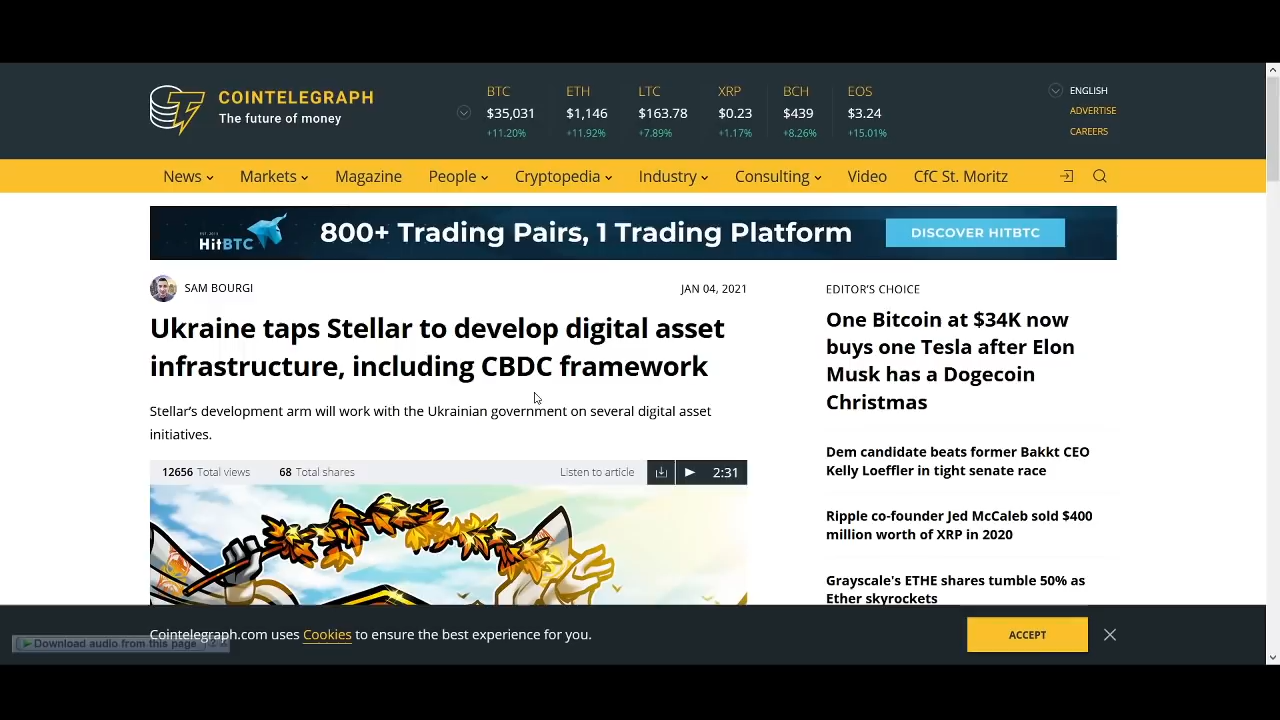 COINTELEGRAPH
The future of money
BTC ETH LTC XRP BCH EOS
$35,031 $1,146 $163.78 $0.23 $439 $3.24
+11.20% +11.92% +7.89% +1.17% +8.26% +15.01%
ENGLISH
ADVERTISE
CAREERS
News Markets Magazine People Cryptopedia Industry Consulting Video CfC St. Moritz
HitBTC 800+ Trading Pairs, 1 Trading Platform DISCOVER HITBTC
SAM BOURGI JAN 04, 2021
Ukraine taps Stellar to develop digital asset
infrastructure, including CBDC framework
Stellar’s development arm will work with the Ukrainian government on several digital asset
initiatives.
12656 Total views 68 Total shares Listen to article 2:31
EDITOR’S CHOICE
One Bitcoin at $34K now
buys one Tesla after Elon
Musk has a Dogecoin
Christmas
Dem candidate beats former Bakkt CEO
Kelly Loeffler in tight senate race
Ripple co-founder Jed McCaleb sold $400
million worth of XRP in 2020
Grayscale's ETHE shares tumble 50% as
Ether skyrockets
Cointelegraph.com uses Cookies to ensure the best experience for you.
ACCEPT
Download audio from this page